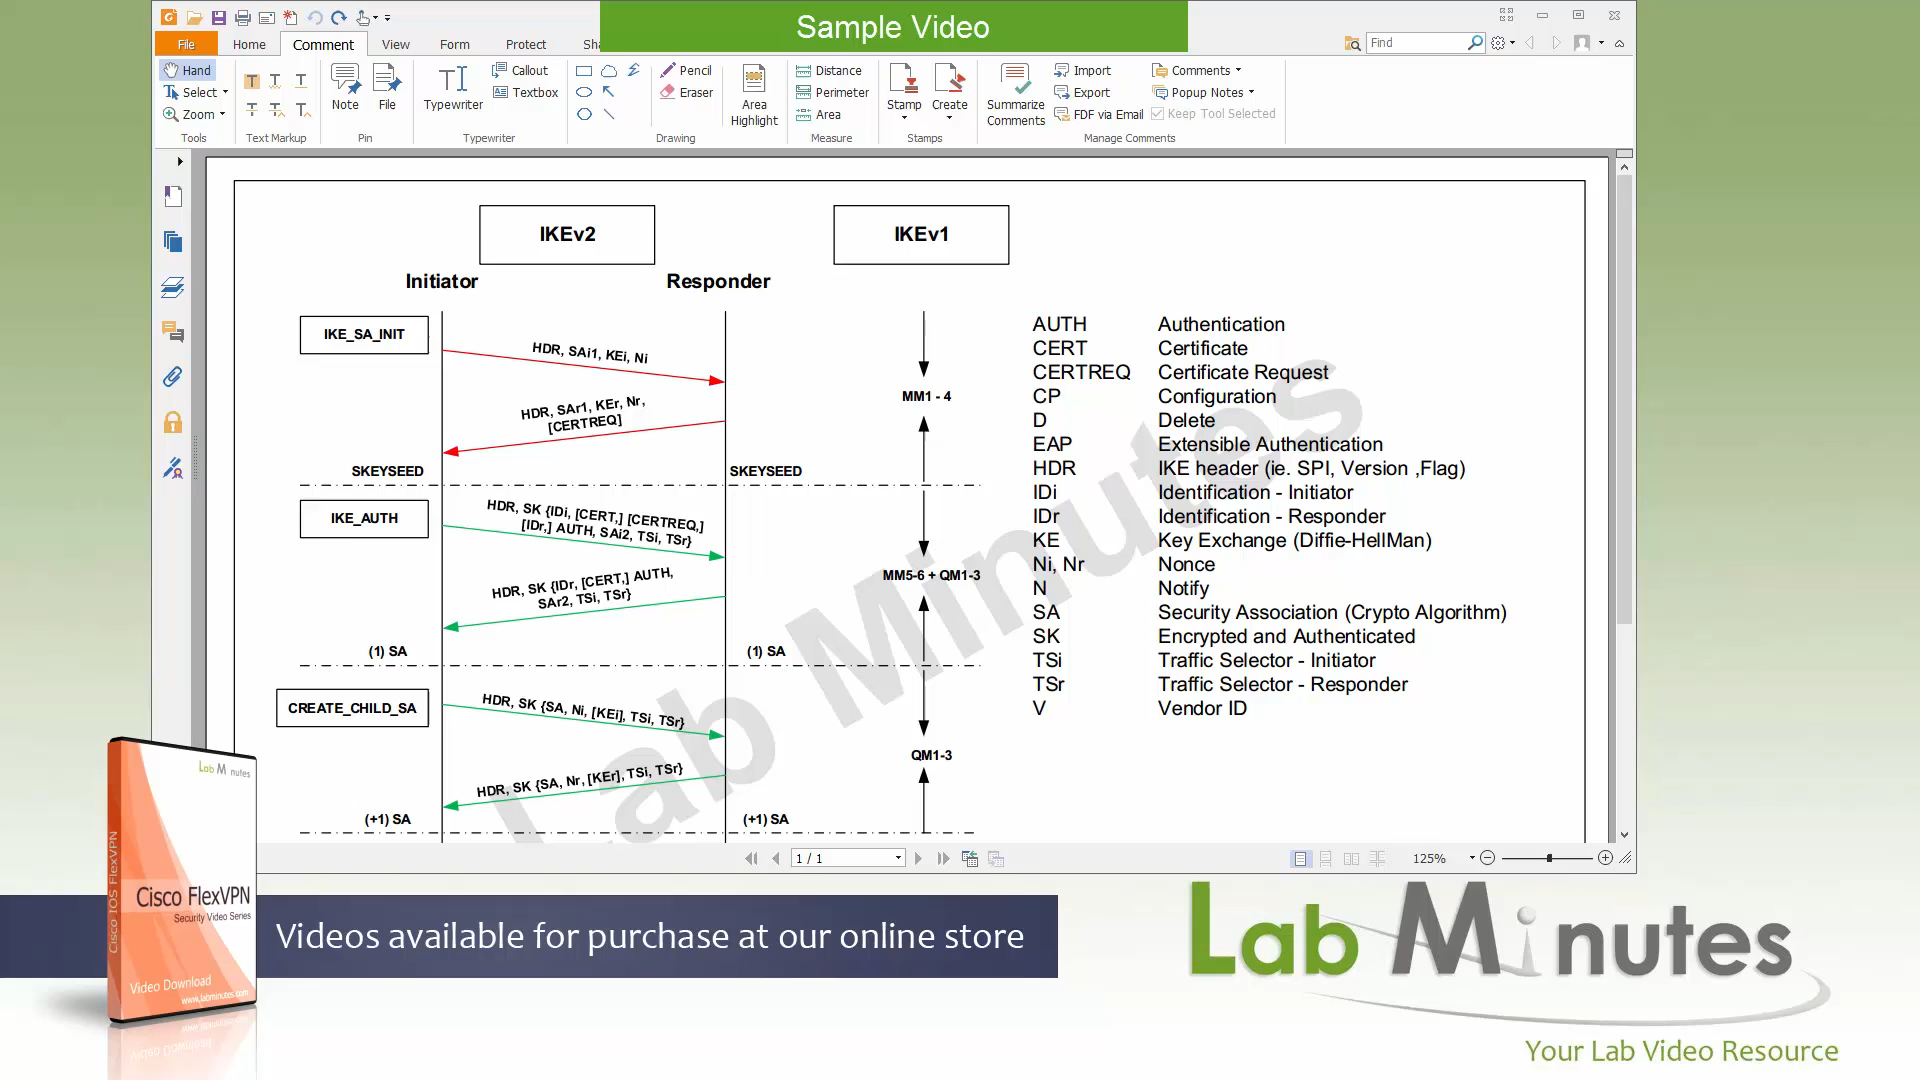 Sample Video
File Home Comment View Form Protect
Find
Hand
Select
Zoom
Tools
Text Markup
Note
File
Pin
Typewriter
Callout
Textbox
Typewriter
Pencil
Eraser
Area
Highlight
Drawing
Distance
Perimeter
Area
Measure
Stamp
Create
Stamps
Summarize
Comments
Import
Export
FDF via Email
Comments
Popup Notes
Keep Tool Selected
Manage Comments
IKEv2
IKEv1
Initiator
Responder
IKE_SA_INIT
HDR, SAi1, KEi, Ni
HDR, SAr1, KEr, Nr,
[CERTREQ]
MM1 - 4
SKEYSEED
SKEYSEED
IKE_AUTH
HDR, SK {IDi, [CERT,] [CERTREQ,]
[IDr,] AUTH, SAi2, TSi, TSr}
MM5-6 + QM1-3
HDR, SK {IDr, [CERT,] AUTH,
SAr2, TSi, TSr}
(1) SA
(1) SA
CREATE_CHILD_SA
HDR, SK {SA, Ni, [KEi], TSi, TSr}
QM1-3
HDR, SK {SA, Nr, [KEr], TSi, TSr}
(+1) SA
(+1) SA
AUTH Authentication
CERT Certificate
CERTREQ Certificate Request
CP Configuration
D Delete
EAP Extensible Authentication
HDR IKE header (ie. SPI, Version ,Flag)
IDi Identification - Initiator
IDr Identification - Responder
KE Key Exchange (Diffie-HellMan)
Ni, Nr Nonce
N Notify
SA Security Association (Crypto Algorithm)
SK Encrypted and Authenticated
TSi Traffic Selector - Initiator
TSr Traffic Selector - Responder
V Vendor ID
Lab Minutes
1 / 1
125%
Lab Minutes
Cisco IOS FlexVPN
Cisco FlexVPN
Security Video Series
Video Download
www.labminutes.com
Videos available for purchase at our online store
Lab Minutes
Your Lab Video Resource